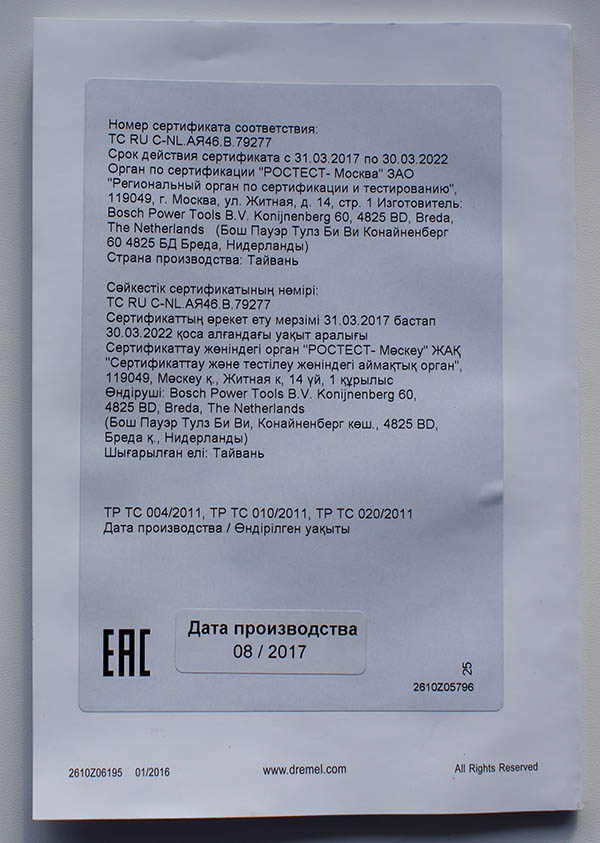 Номер сертификата соответствия:
TC RU C-NL.АЯ46.B.79277
Срок действия сертификата с 31.03.2017 по 30.03.2022
Орган по сертификации "РОСТЕСТ- Москва" ЗАО
"Региональный орган по сертификации и тестированию",
119049, г. Москва, ул. Житная, д. 14, стр. 1 Изготовитель:
Bosch Power Tools B.V. Konijnenberg 60, 4825 BD, Breda,
The Netherlands (Бош Пауэр Тулз Би Ви Конайненберг
60 4825 БД Бреда, Нидерланды)
Страна производства: Тайвань
Сөйкестік сертификатының нөмірі:
TC RU C-NL.АЯ46.B.79277
Сертификаттың өрекет ету мерзімі 31.03.2017 бастап
30.03.2022 қоса алғандағы уақыт аралығы
Сертификаттау жөніндегі орган "РОСТЕСТ- Мөскеу" ЖАҚ
"Сертификаттау және тестілеу жөніндегі аймақтық орган",
119049, Мөскеу қ., Житная к, 14 үй, 1 құрылыс
Өндіруші: Bosch Power Tools B.V. Konijnenberg 60,
4825 BD, Breda, The Netherlands
(Бош Пауэр Тулз Би Ви, Конайненберг көш., 4825 BD,
Бреда қ., Нидерланды)
Шығарылған елі: Тайвань
ТР ТС 004/2011, ТР ТС 010/2011, ТР ТС 020/2011
Дата производства / Өндірілген уақыты
EAC
Дата производства
08 / 2017
25
2610Z05796
2610Z06195 01/2016
www.dremel.com
All Rights Reserved